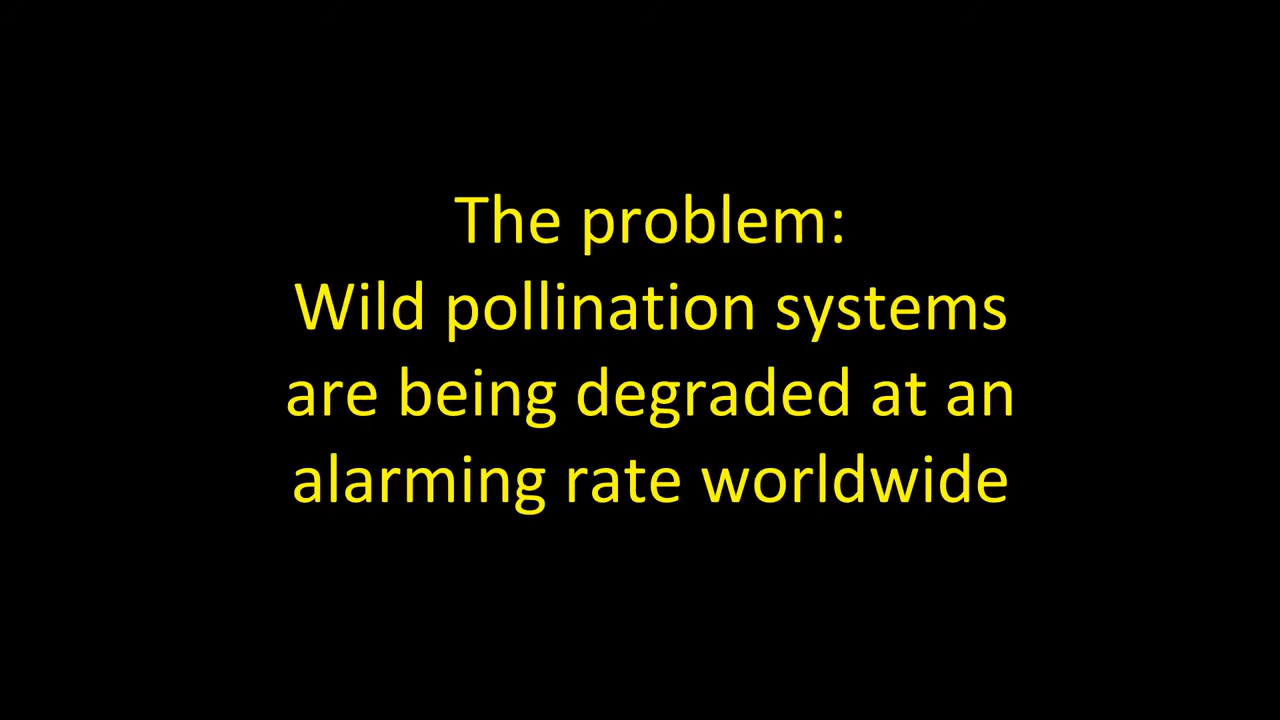 The problem:
Wild pollination systems
are being degraded at an
alarming rate worldwide